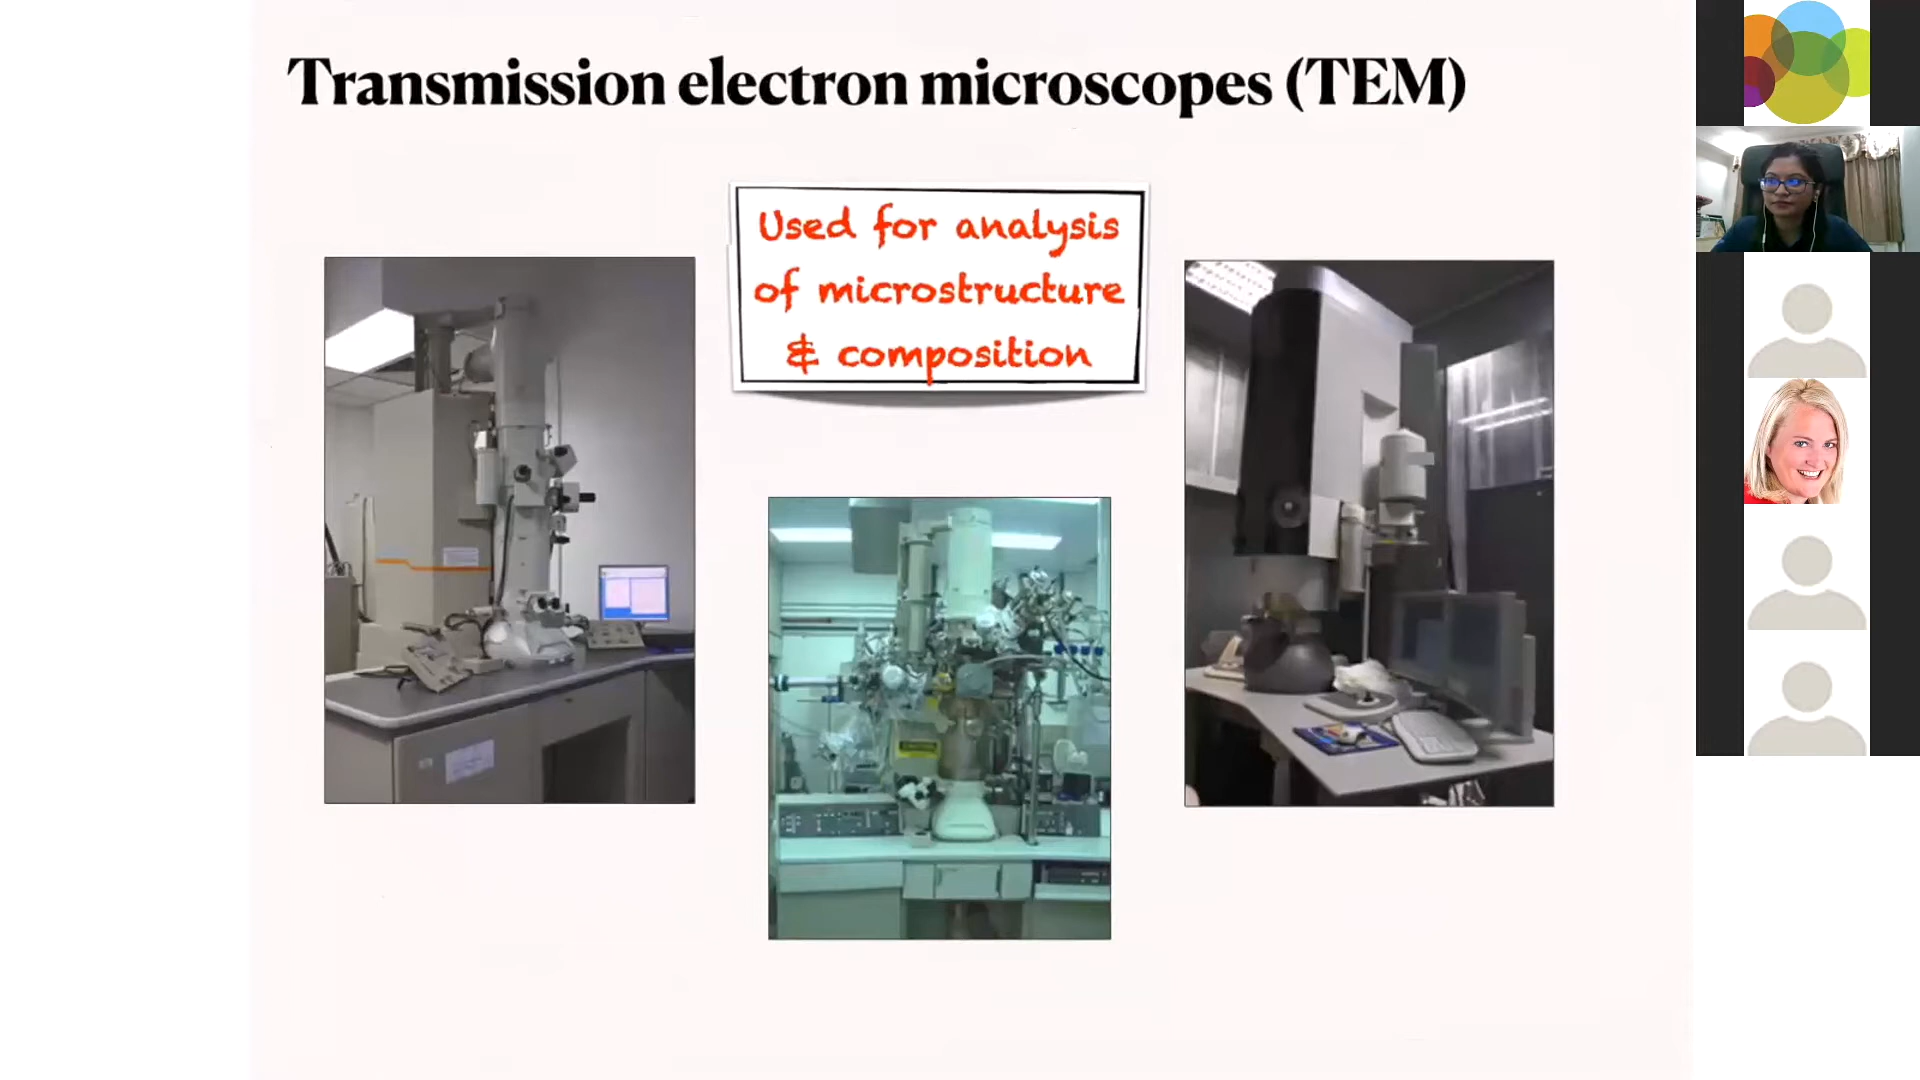 Transmission electron microscopes (TEM)
Used for analysis
of microstructure
& composition